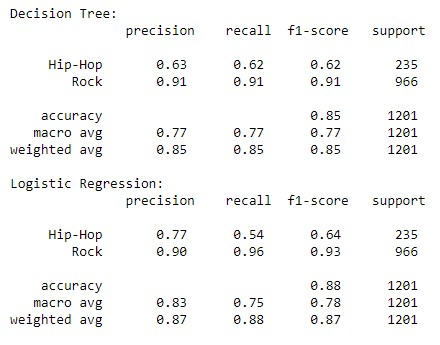 Decision Tree:
precision recall f1-score support
Hip-Hop 0.63 0.62 0.62 235
Rock 0.91 0.91 0.91 966
accuracy 0.85 1201
macro avg 0.77 0.77 0.77 1201
weighted avg 0.85 0.85 0.85 1201
Logistic Regression:
precision recall f1-score support
Hip-Hop 0.77 0.54 0.64 235
Rock 0.90 0.96 0.93 966
accuracy 0.88 1201
macro avg 0.83 0.75 0.78 1201
weighted avg 0.87 0.88 0.87 1201